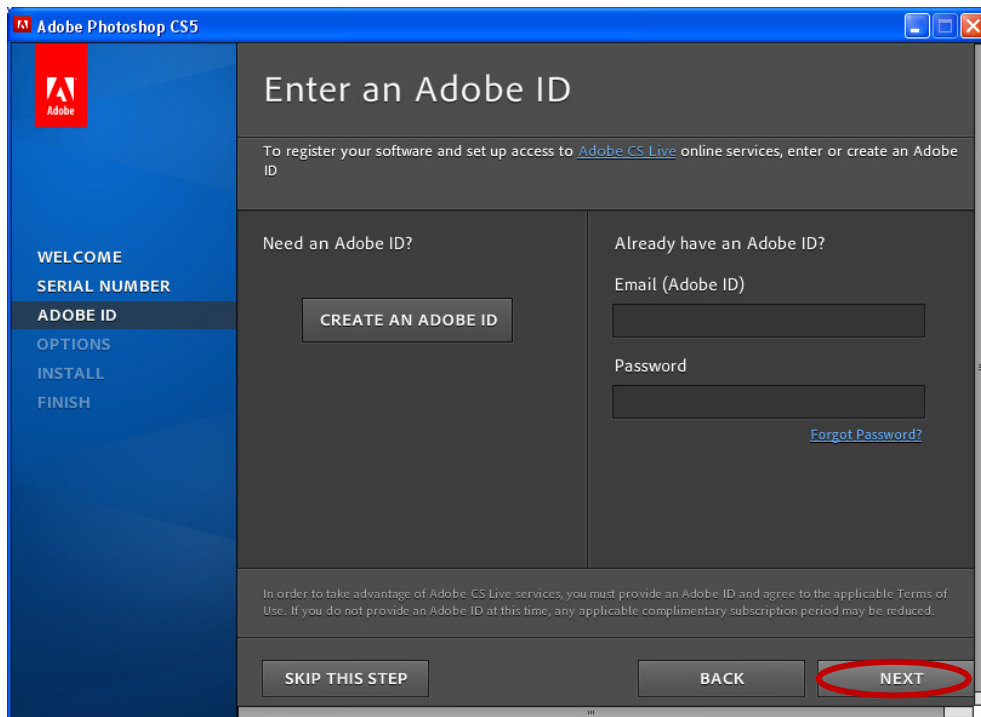 Adobe Photoshop CS5
Adobe
Enter an Adobe ID
To register your software and set up access to Adobe CS Live online services, enter or create an Adobe
ID
WELCOME
SERIAL NUMBER
ADOBE ID
OPTIONS
INSTALL
FINISH
Need an Adobe ID?
CREATE AN ADOBE ID
Already have an Adobe ID?
Email (Adobe ID)
Password
Forgot Password?
In order to take advantage of Adobe CS Live services, you must provide an Adobe ID and agree to the applicable Terms of
Use. If you do not provide an Adobe ID at this time, any applicable complimentary subscription period may be reduced.
SKIP THIS STEP
BACK
NEXT